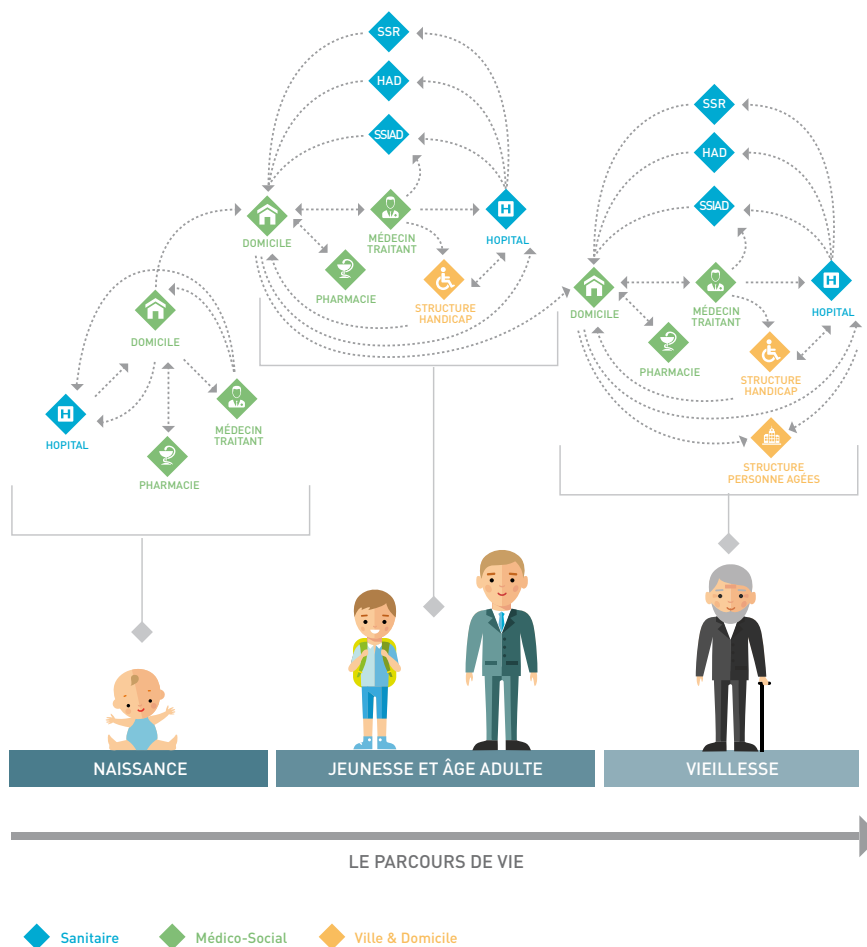 SSR
HAD
SSIAD
DOMICILE
MÉDECIN
TRAITANT
HOPITAL
PHARMACIE
STRUCTURE
HANDICAP
SSR
HAD
SSIAD
DOMICILE
MÉDECIN
TRAITANT
HOPITAL
PHARMACIE
STRUCTURE
HANDICAP
STRUCTURE
PERSONNE AGÉES
DOMICILE
HOPITAL
MÉDECIN
TRAITANT
PHARMACIE
NAISSANCE
JEUNESSE ET ÂGE ADULTE
VIEILLESSE
LE PARCOURS DE VIE
Sanitaire
Médico-Social
Ville & Domicile